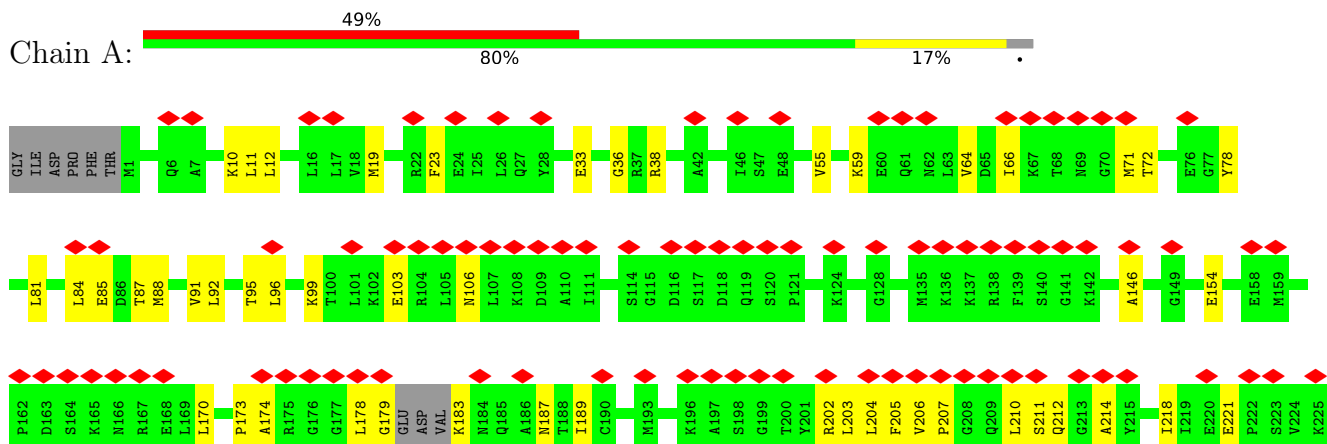 49%
Chain A:
80% 17% .
GLY ILE ASP PRO PHE THR M1 Q6 A7 K10 L11 L12 L16 L17 V18 M19 R22 F23 E24 I25 L26 Q27 Y28 E33 G36 R37 R38 A42 I46 S47 E48 V55 K59 E60 Q61 N62 L63 V64 D65 I66 K67 T68 N69 G70 M71 T72 E76 G77 Y78
L81 L84 E85 D86 T87 M88 V91 L92 T95 L96 K99 T100 L101 K102 E103 R104 L105 N106 L107 K108 D109 A110 I111 S114 G115 D116 S117 D118 Q119 S120 P121 K124 G128 M135 K136 K137 R138 F139 S140 G141 K142 A146 G149 E154 E158 M159
P162 D163 S164 K165 N166 R167 E168 L169 L170 P173 A174 R175 G176 G177 L178 G179 GLU ASP VAL K183 N184 Q185 A186 N187 T188 I189 C190 M193 K196 A197 S198 G199 T200 Y201 R202 L203 L204 F205 V206 P207 G208 Q209 L210 S211 Q212 G213 A214 Y215 I218 I219 E220 E221 P222 S223 V224 K225